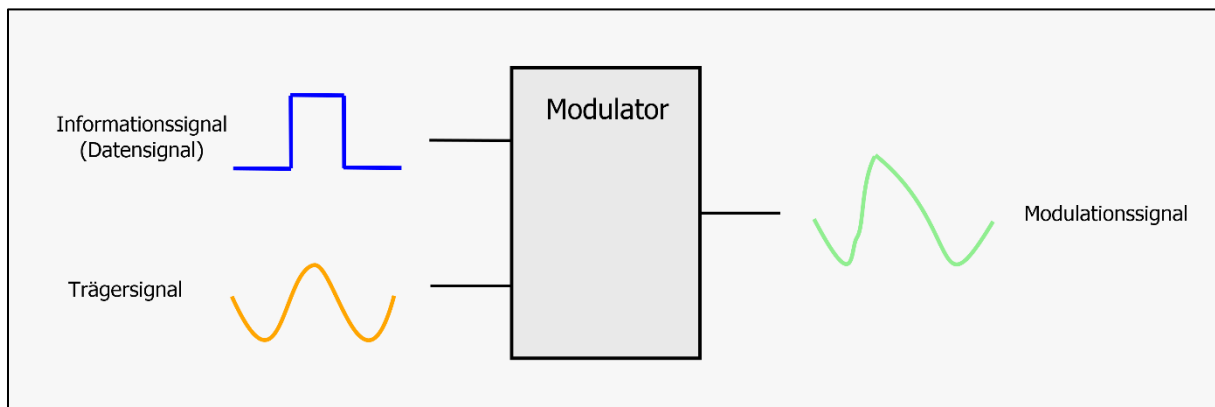 Modulator
Informationssignal
(Datensignal)
Modulationssignal
Trägersignal